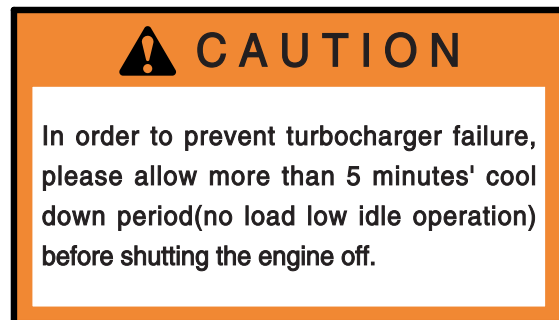 CAUTION
In order to prevent turbocharger failure,
please allow more than 5 minutes' cool
down period(no load low idle operation)
before shutting the engine off.